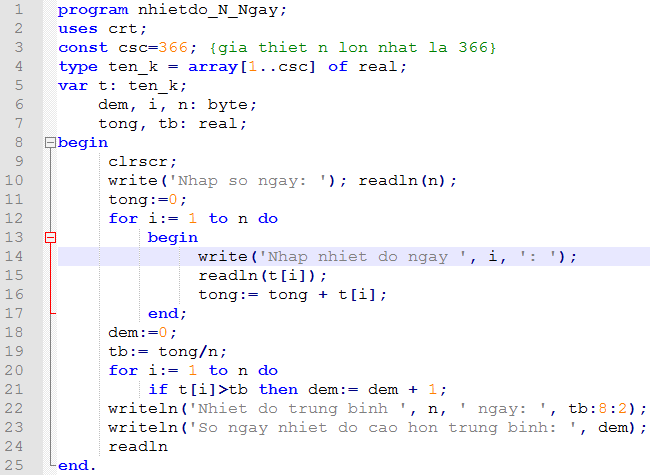 1 program nhietdo_N_Ngay;
2 uses crt;
3 const csc=366; {gia thiet n lon nhat la 366}
4 type ten_k = array[1..csc] of real;
5 var t: ten_k;
6 dem, i, n: byte;
7 tong, tb: real;
8 begin
9 clrscr;
10 write('Nhap so ngay: '); readln(n);
11 tong:=0;
12 for i:= 1 to n do
13 begin
14 write('Nhap nhiet do ngay ', i, ': ');
15 readln(t[i]);
16 tong:= tong + t[i];
17 end;
18 dem:=0;
19 tb:= tong/n;
20 for i:= 1 to n do
21 if t[i]>tb then dem:= dem + 1;
22 writeln('Nhiet do trung binh ', n, ' ngay: ', tb:8:2);
23 writeln('So ngay nhiet do cao hon trung binh: ', dem);
24 readln
25 end.